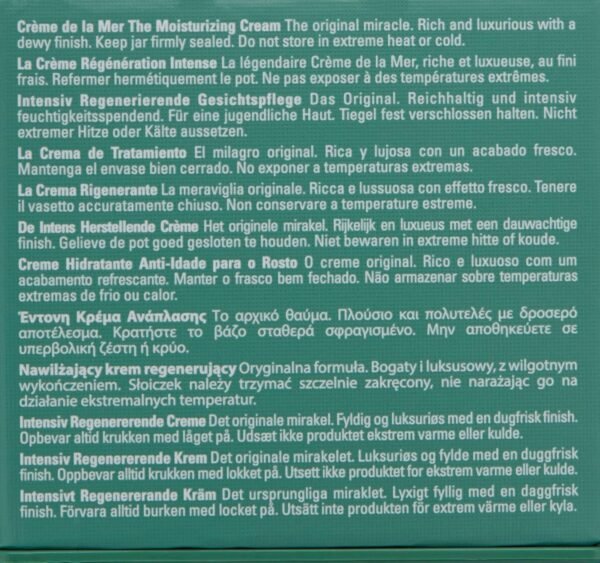 Crème de la Mer The Moisturizing Cream The original miracle. Rich and luxurious with a
dewy finish. Keep jar firmly sealed. Do not store in extreme heat or cold.
La Crème Régénération Intense La légendaire Crème de la Mer, riche et luxueuse, au fini
frais. Refermer hermétiquement le pot. Ne pas exposer à des températures extrêmes.
Intensiv Regenerierende Gesichtspflege Das Original. Reichhaltig und intensiv
feuchtigkeitsspendend. Für eine jugendliche Haut. Tiegel fest verschlossen halten. Nicht
extremer Hitze oder Kälte aussetzen.
La Crema de Tratamiento El milagro original. Rica y lujosa con un acabado fresco.
Mantenga el envase bien cerrado. No exponer a temperaturas extremas.
La Crema Rigenerante La meraviglia originale. Ricca e lussuosa con effetto fresco. Tenere
il vasetto accuratamente chiuso. Non conservare a temperature estreme.
De Intens Herstellende Crème Het originele mirakel. Rijkelijk en luxueus met een dauwachtige
finish. Gelieve de pot goed gesloten te houden. Niet bewaren in extreme hitte of koude.
Creme Hidratante Anti-Idade para o Rosto O creme original. Rico e luxuoso com um
acabamento refrescante. Manter o frasco bem fechado. Não armazenar sobre temperaturas
extremas de frio ou calor.
Έντονη Κρέμα Ανάπλασης Το αρχικό θαύμα. Πλούσιο και πολυτελές με δροσερό
αποτέλεσμα. Κρατήστε το βάζο σταθερά σφραγισμένο. Μην αποθηκεύετε σε
υπερβολική ζέστη ή κρύο.
Nawilżający krem regenerujący Oryginalna formuła. Bogaty i luksusowy, z wilgotnym
wykończeniem. Słoiczek należy trzymać szczelnie zakręcony, nie narażając go na
działanie ekstremalnych temperatur.
Intensiv Regenererende Creme Det originale mirakel. Fyldig og luksuriøs med en dugfrisk finish.
Opbevar altid krukken med låget på. Udsæt ikke produktet ekstrem varme eller kulde.
Intensiv Regenererende Krem Det originale mirakelet. Luksuriøs og fylde med en duggfrisk
finish. Oppbevar alltid krukken med lokket på. Utsett ikke produktet for ekstrem varme eller kulde.
Intensivt Regenererande Kräm Det ursprungliga miraklet. Lyxigt fyllig med en daggfrisk
finish. Förvara alltid burken med locket på. Utsätt inte produkten för extrem värme eller kyla.